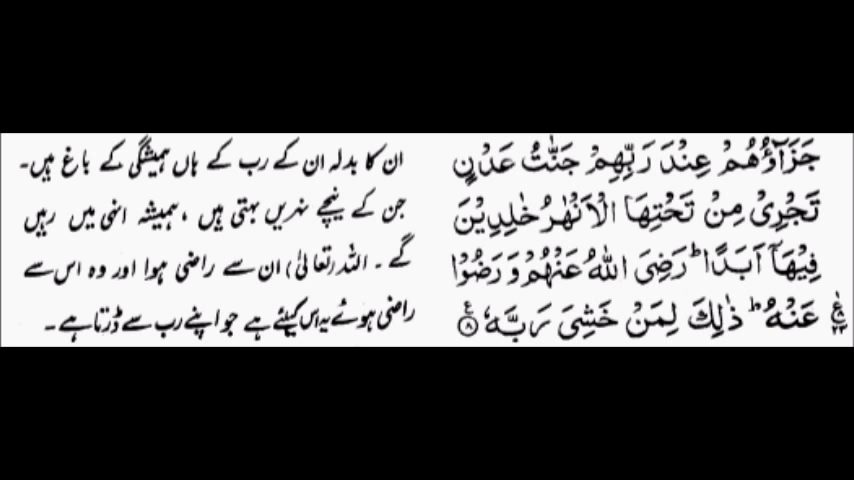 جَزَآؤُهُمْ عِنْدَ رَبِّهِمْ جَنّٰتُ عَدْنٍ
تَجْرِیْ مِنْ تَحْتِهَا الْاَنْهٰرُ خٰلِدِیْنَ
فِیْهَاۤ اَبَدًاؕ رَضِیَ اللّٰهُ عَنْهُمْ وَرَضُوْا
عَنْهُؕ ذٰلِكَ لِمَنْ خَشِیَ رَبَّهٗ ۸
ان کا بدلہ ان کے رب کے ہاں ہمیشگی کے باغ ہیں۔
جن کے نیچے نہریں بہتی ہیں ، ہمیشہ انہی میں رہیں
گے ۔ اللہ (تعالیٰ) ان سے راضی ہوا اور وہ اس سے
راضی ہوئے یہ اس کیلئے ہے جو اپنے رب سے ڈرتا ہے ۔